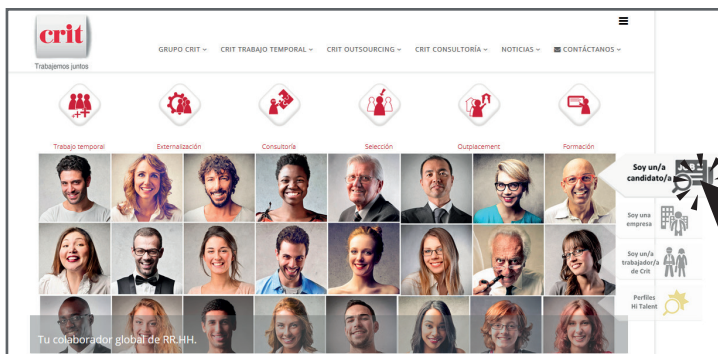 crit
Trabajemos juntos
GRUPO CRIT
CRIT TRABAJO TEMPORAL
CRIT OUTSOURCING
CRIT CONSULTORÍA
NOTICIAS
CONTÁCTANOS
Trabajo temporal
Externalización
Consultoría
Selección
Outplacement
Formación
Soy un/a
candidato/a
Soy una
empresa
Soy un/a
trabajador/a
de Crit
Perfiles
Hi Talent
Tu colaborador global de RR.HH.